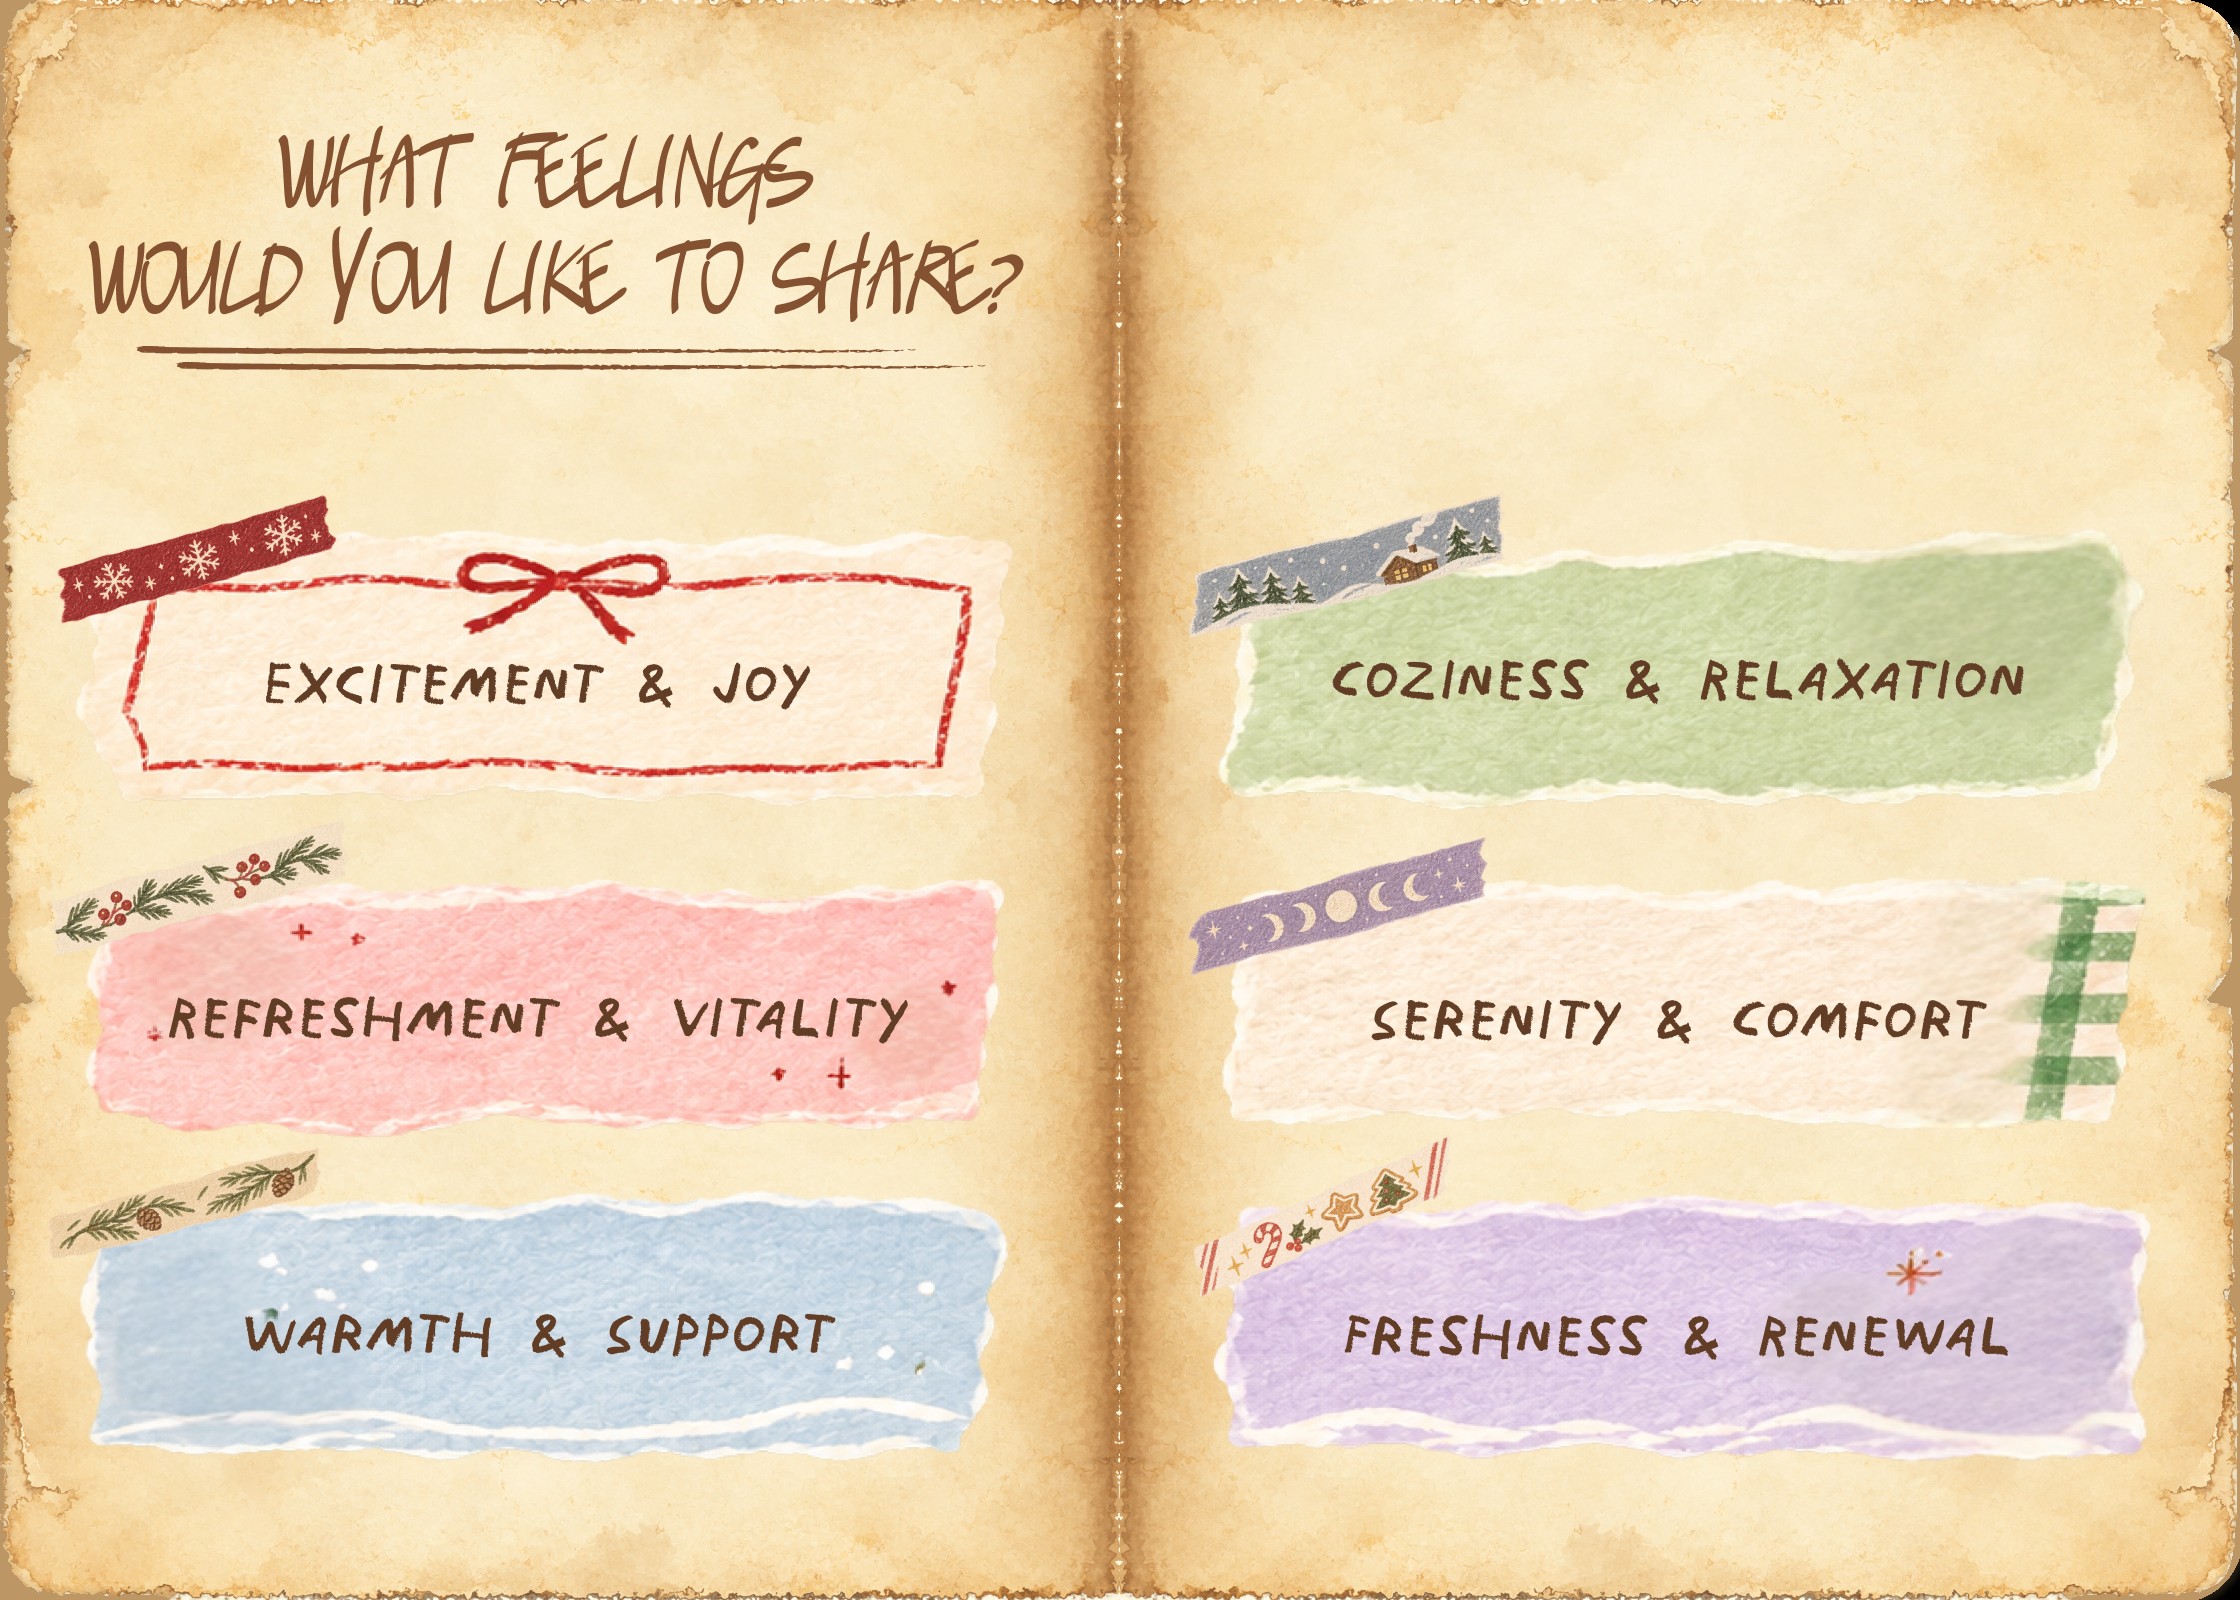 WHAT FEELINGS
WOULD YOU LIKE TO SHARE?
EXCITEMENT & JOY
REFRESHMENT & VITALITY
WARMTH & SUPPORT
COZINESS & RELAXATION
SERENITY & COMFORT
FRESHNESS & RENEWAL